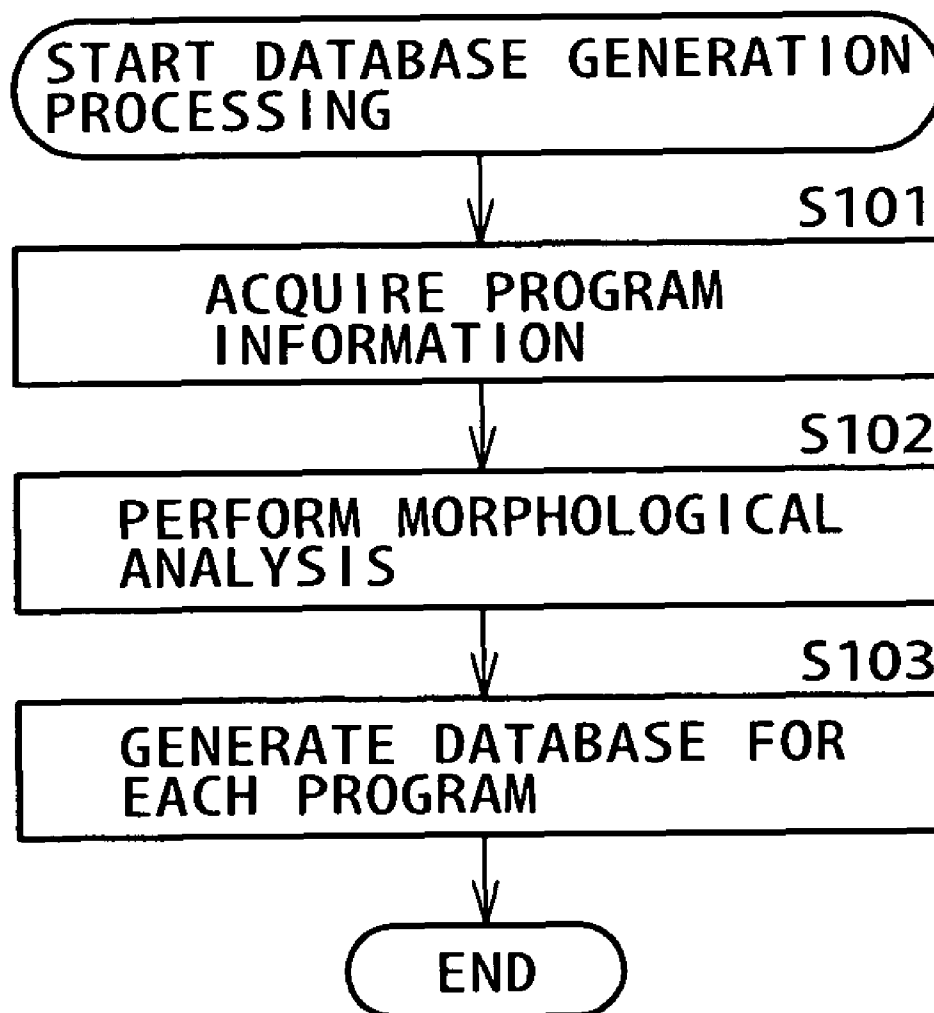 START DATABASE GENERATION
PROCESSING
S101
ACQUIRE PROGRAM
INFORMATION
S102
PERFORM MORPHOLOGICAL
ANALYSIS
S103
GENERATE DATABASE FOR
EACH PROGRAM
END